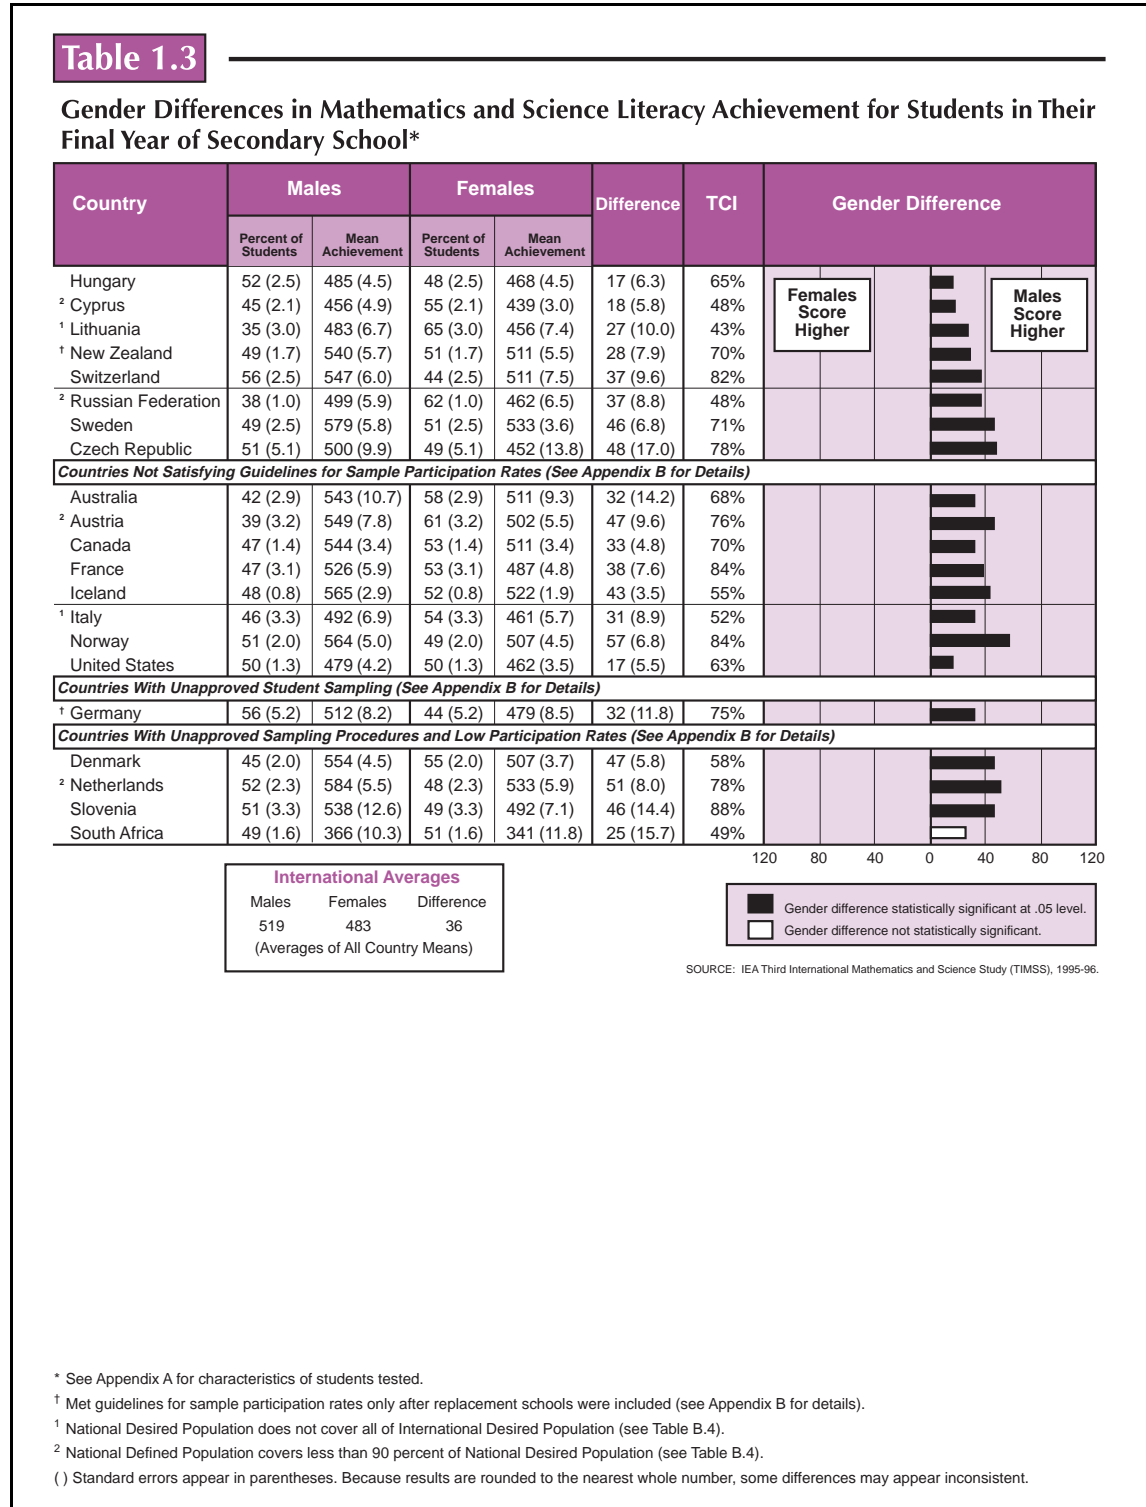 Table 1.3
Gender Differences in Mathematics and Science Literacy Achievement for Students in Their
Final Year of Secondary School*
Country Males Females Difference TCI Gender Difference
Percent of Students Mean Achievement Percent of Students Mean Achievement
Females Score Higher
Males Score Higher
Hungary 52 (2.5) 485 (4.5) 48 (2.5) 468 (4.5) 17 (6.3) 65%
² Cyprus 45 (2.1) 456 (4.9) 55 (2.1) 439 (3.0) 18 (5.8) 48%
¹ Lithuania 35 (3.0) 483 (6.7) 65 (3.0) 456 (7.4) 27 (10.0) 43%
† New Zealand 49 (1.7) 540 (5.7) 51 (1.7) 511 (5.5) 28 (7.9) 70%
Switzerland 56 (2.5) 547 (6.0) 44 (2.5) 511 (7.5) 37 (9.6) 82%
² Russian Federation 38 (1.0) 499 (5.9) 62 (1.0) 462 (6.5) 37 (8.8) 48%
Sweden 49 (2.5) 579 (5.8) 51 (2.5) 533 (3.6) 46 (6.8) 71%
Czech Republic 51 (5.1) 500 (9.9) 49 (5.1) 452 (13.8) 48 (17.0) 78%
Countries Not Satisfying Guidelines for Sample Participation Rates (See Appendix B for Details)
Australia 42 (2.9) 543 (10.7) 58 (2.9) 511 (9.3) 32 (14.2) 68%
² Austria 39 (3.2) 549 (7.8) 61 (3.2) 502 (5.5) 47 (9.6) 76%
Canada 47 (1.4) 544 (3.4) 53 (1.4) 511 (3.4) 33 (4.8) 70%
France 47 (3.1) 526 (5.9) 53 (3.1) 487 (4.8) 38 (7.6) 84%
Iceland 48 (0.8) 565 (2.9) 52 (0.8) 522 (1.9) 43 (3.5) 55%
¹ Italy 46 (3.3) 492 (6.9) 54 (3.3) 461 (5.7) 31 (8.9) 52%
Norway 51 (2.0) 564 (5.0) 49 (2.0) 507 (4.5) 57 (6.8) 84%
United States 50 (1.3) 479 (4.2) 50 (1.3) 462 (3.5) 17 (5.5) 63%
Countries With Unapproved Student Sampling (See Appendix B for Details)
† Germany 56 (5.2) 512 (8.2) 44 (5.2) 479 (8.5) 32 (11.8) 75%
Countries With Unapproved Sampling Procedures and Low Participation Rates (See Appendix B for Details)
Denmark 45 (2.0) 554 (4.5) 55 (2.0) 507 (3.7) 47 (5.8) 58%
² Netherlands 52 (2.3) 584 (5.5) 48 (2.3) 533 (5.9) 51 (8.0) 78%
Slovenia 51 (3.3) 538 (12.6) 49 (3.3) 492 (7.1) 46 (14.4) 88%
South Africa 49 (1.6) 366 (10.3) 51 (1.6) 341 (11.8) 25 (15.7) 49%
120 80 40 0 40 80 120
International Averages
Males Females Difference
519 483 36
(Averages of All Country Means)
Gender difference statistically significant at .05 level.
Gender difference not statistically significant.
SOURCE: IEA Third International Mathematics and Science Study (TIMSS), 1995-96.
* See Appendix A for characteristics of students tested.
† Met guidelines for sample participation rates only after replacement schools were included (see Appendix B for details).
1 National Desired Population does not cover all of International Desired Population (see Table B.4).
2 National Defined Population covers less than 90 percent of National Desired Population (see Table B.4).
( ) Standard errors appear in parentheses. Because results are rounded to the nearest whole number, some differences may appear inconsistent.